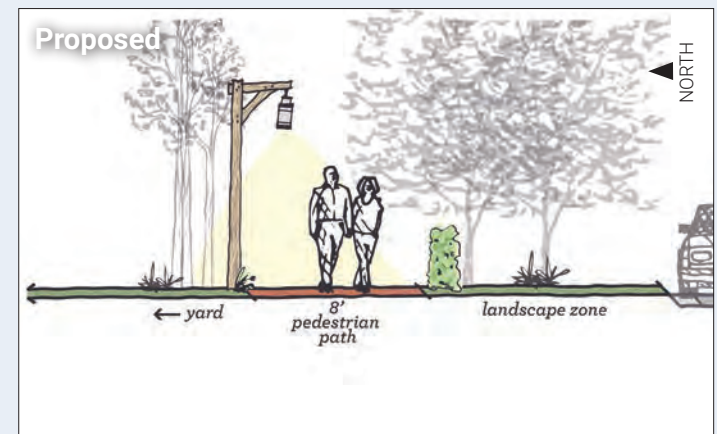 Proposed
NORTH
← yard
8'
pedestrian
path
landscape zone